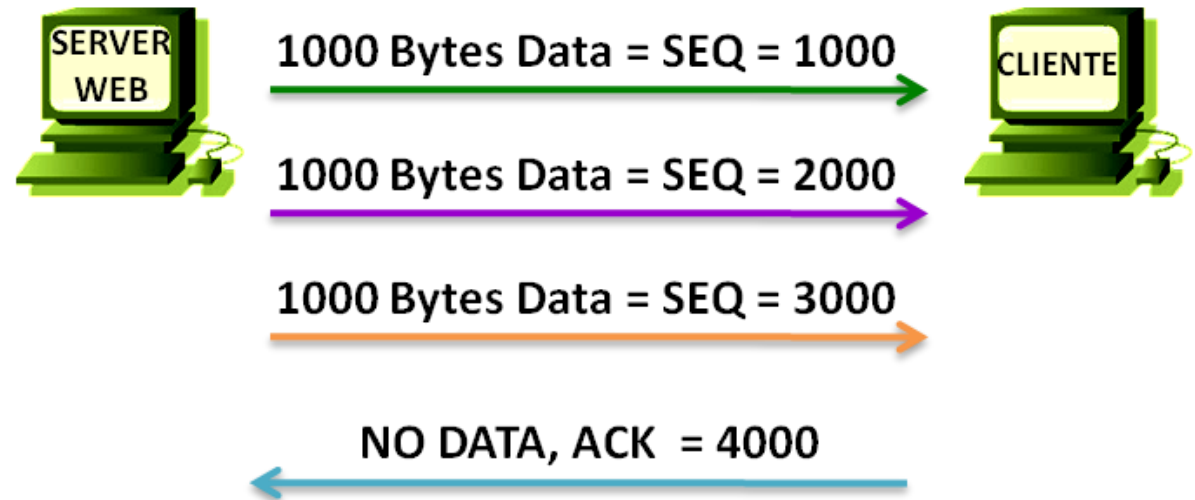 SERVER
WEB
1000 Bytes Data = SEQ = 1000
CLIENTE
1000 Bytes Data = SEQ = 2000
1000 Bytes Data = SEQ = 3000
NO DATA, ACK = 4000